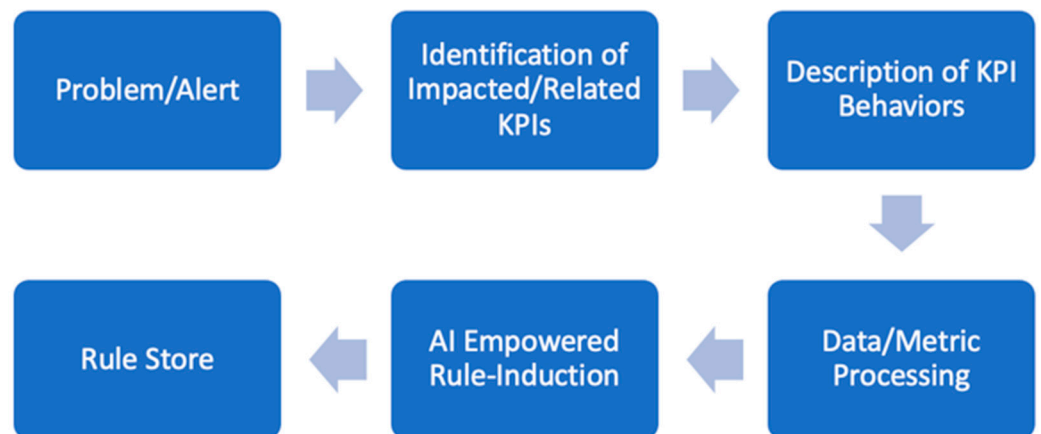 Problem/Alert
Identification of
Impacted/Related
KPIs
Description of KPI
Behaviors
Data/Metric
Processing
AI Empowered
Rule-Induction
Rule Store